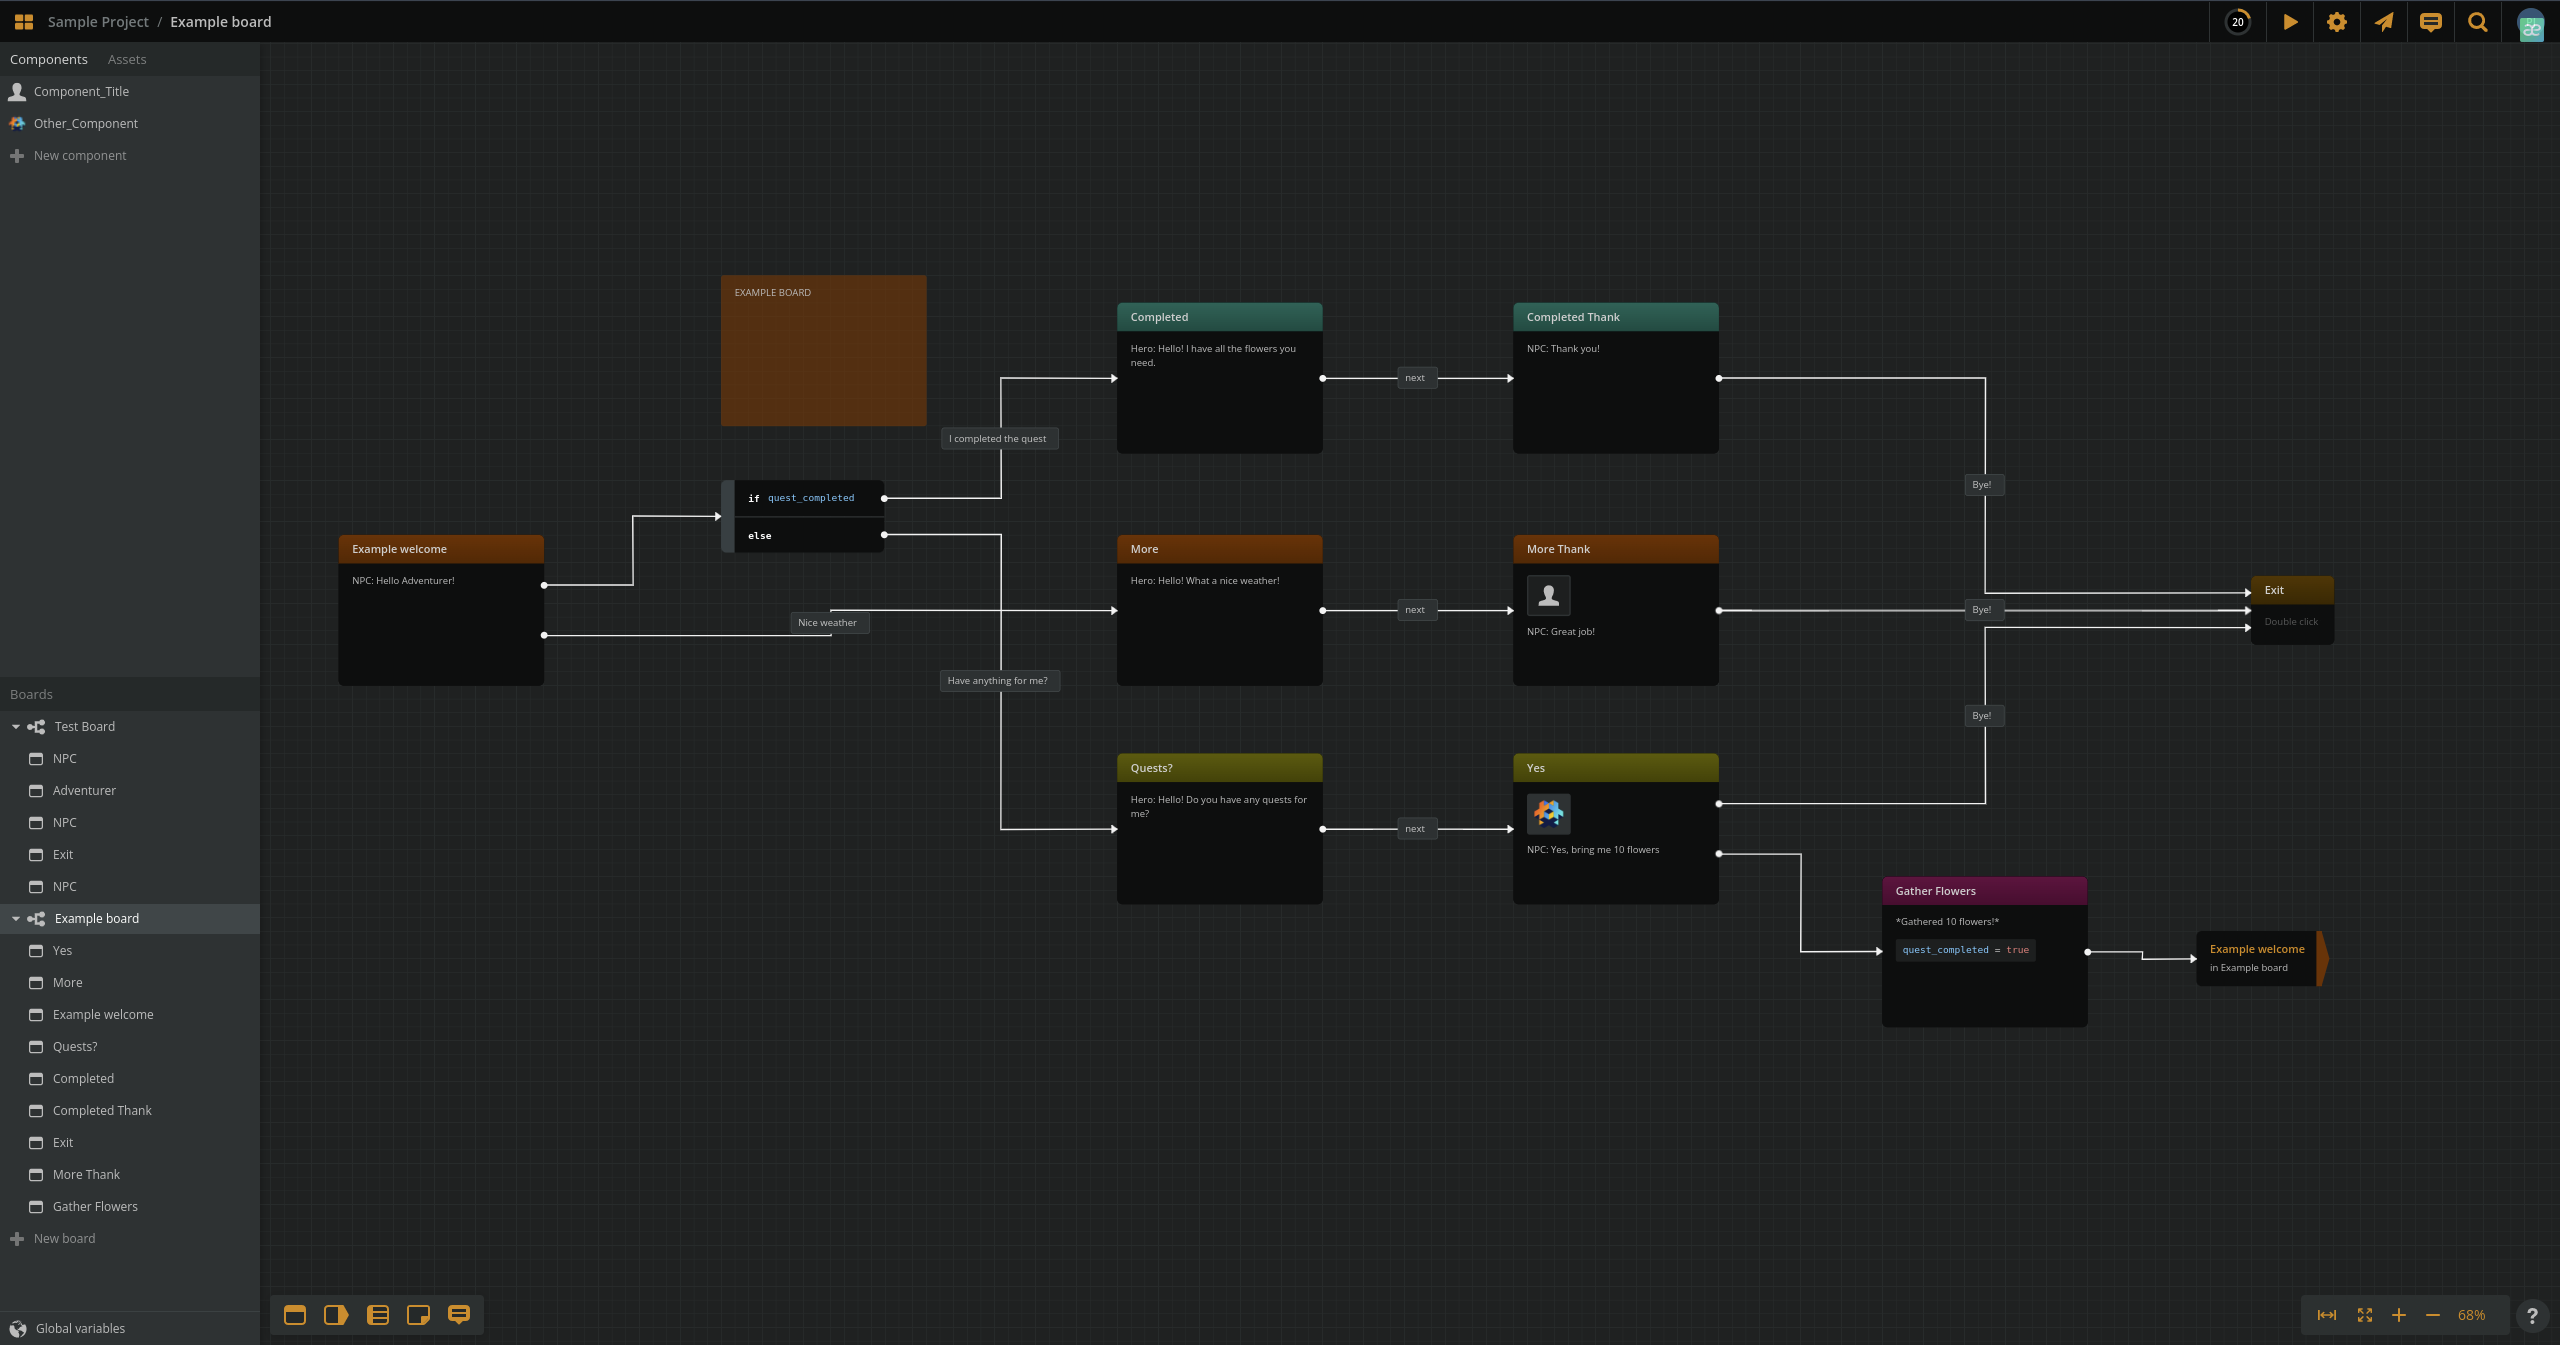 Sample Project / Example board
20
Components Assets
Component_Title
Other_Component
New component
Boards
Test Board
NPC
Adventurer
NPC
Exit
NPC
Example board
Yes
More
Example welcome
Quests?
Completed
Completed Thank
Exit
More Thank
Gather Flowers
New board
Global variables
EXAMPLE BOARD
Example welcome
NPC: Hello Adventurer!
if quest_completed
else
I completed the quest
Nice weather
Have anything for me?
Completed
Hero: Hello! I have all the flowers you
need.
next
Completed Thank
NPC: Thank you!
Bye!
More
Hero: Hello! What a nice weather!
next
More Thank
NPC: Great job!
Bye!
Exit
Double click
Quests?
Hero: Hello! Do you have any quests for
me?
next
Yes
NPC: Yes, bring me 10 flowers
Bye!
Gather Flowers
*Gathered 10 flowers!*
quest_completed = true
Example welcome
in Example board
68%
?